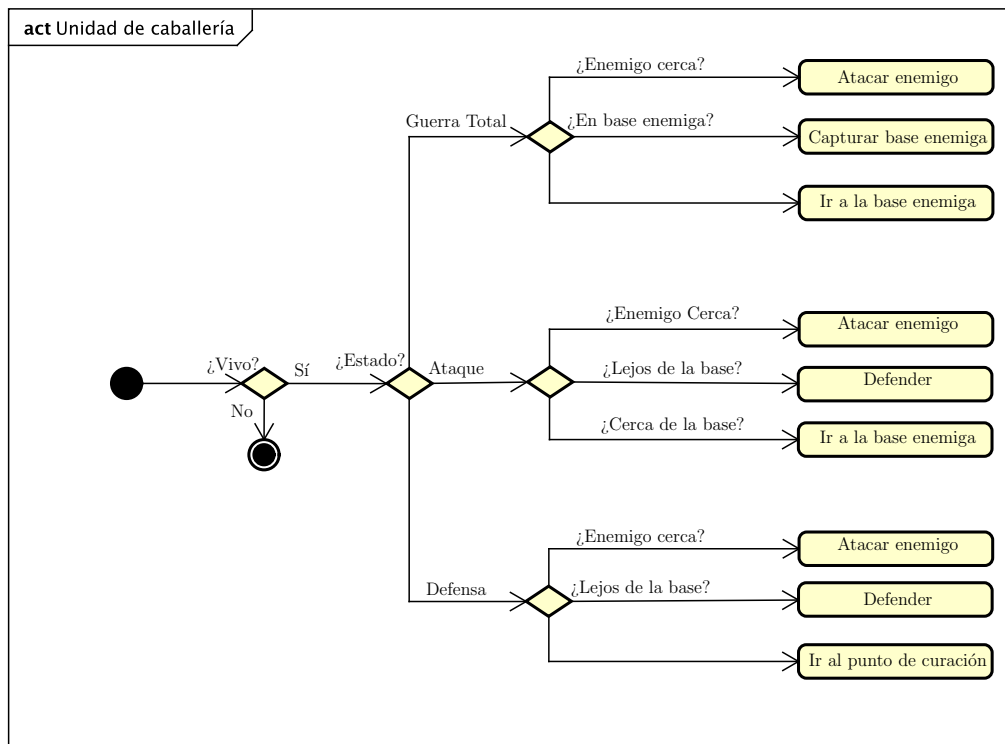 act Unidad de caballería
¿Enemigo cerca?
Atacar enemigo
Guerra Total
¿En base enemiga?
Capturar base enemiga
Ir a la base enemiga
¿Enemigo Cerca?
Atacar enemigo
¿Vivo?
Sí
¿Estado?
Ataque
¿Lejos de la base?
Defender
No
¿Cerca de la base?
Ir a la base enemiga
¿Enemigo cerca?
Atacar enemigo
Defensa
¿Lejos de la base?
Defender
Ir al punto de curación